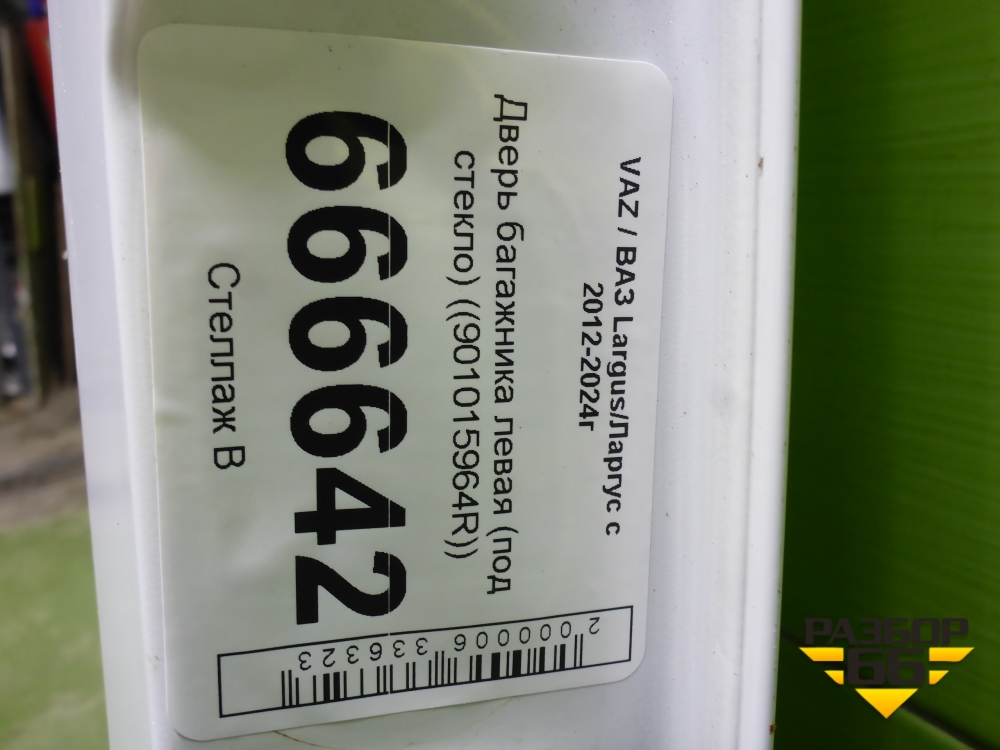 VAZ / ВАЗ Largus/Ларгус с
2012-2024г
Дверь багажника левая (под
стекло) ((901015964R))
666642
Стеллаж В
2 000006 336323
РАЗБОР
66